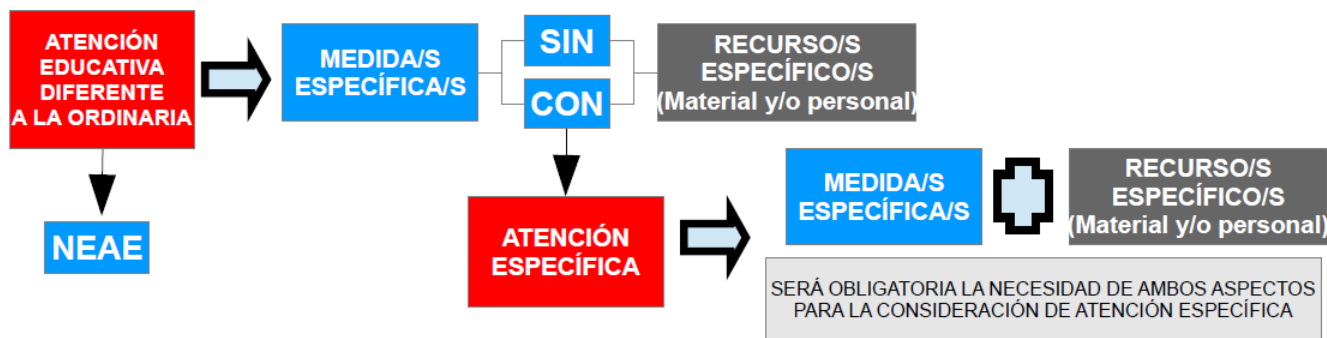 ATENCIÓN
EDUCATIVA
DIFERENTE
A LA ORDINARIA
MEDIDA/S
ESPECÍFICA/S
SIN
CON
RECURSO/S
ESPECÍFICO/S
(Material y/o personal)
NEAE
ATENCIÓN
ESPECÍFICA
MEDIDA/S
ESPECÍFICA/S
RECURSO/S
ESPECÍFICO/S
(Material y/o personal)
SERÁ OBLIGATORIA LA NECESIDAD DE AMBOS ASPECTOS
PARA LA CONSIDERACIÓN DE ATENCIÓN ESPECÍFICA